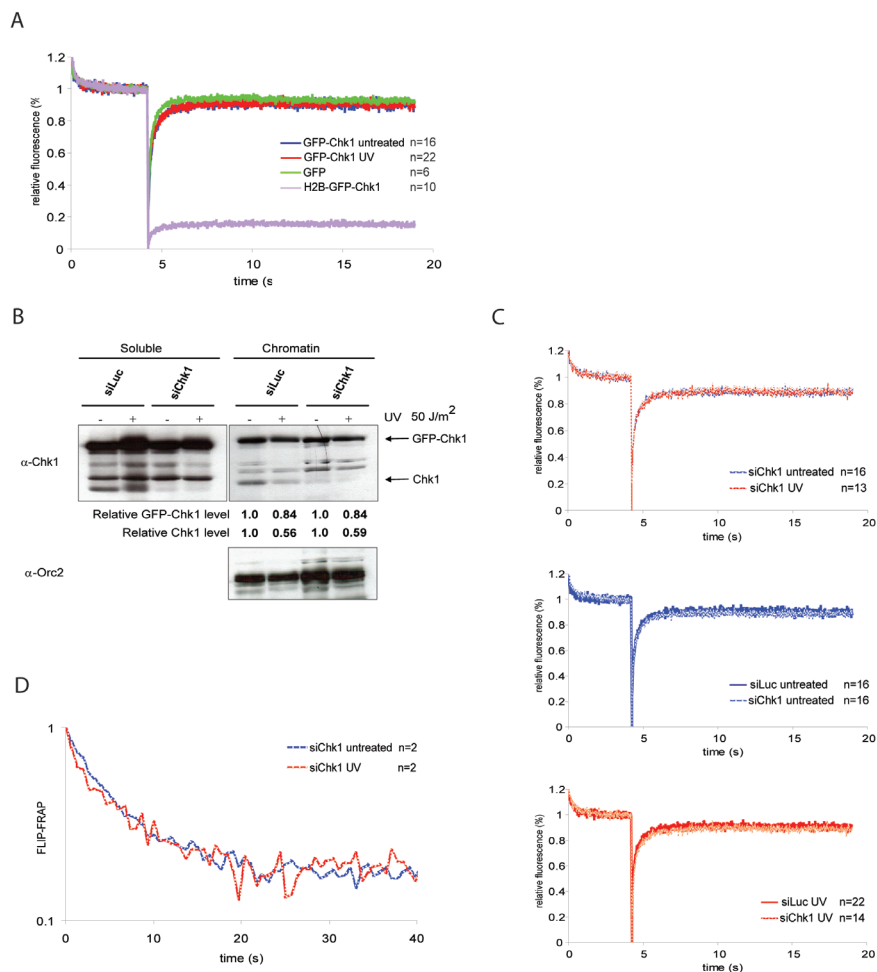 A
relative fluorescence (%
1.2
1
0.8
0.6
0.4
0.2
0
0
5
10
15
20
time (s
GFP-Chk1 untreated n=16
GFP-Chk1 UV n=22
GFP n=6
H2B-GFP-Chk1 n=10
B
Soluble
Chromatin
siLuc
siChk1
siLuc
siChk1
- + - + - + - + UV 50 J/m²
α-Chk1
GFP-Chk1
Chk1
Relative GFP-Chk1 level 1.0 0.84 1.0 0.84
Relative Chk1 level 1.0 0.56 1.0 0.59
α-Orc2
C
relative fluorescence (%)
1.2
1
0.8
0.6
0.4
0.2
0
0
5
10
15
20
time (s)
siChk1 untreated n=16
siChk1 UV n=13
relative fluorescence (%)
1.2
1
0.8
0.6
0.4
0.2
0
0
5
10
15
20
time (s)
siLuc untreated n=16
siChk1 untreated n=16
relative fluorescence (%)
1.2
1
0.8
0.6
0.4
0.2
0
0
5
10
15
20
time (s)
siLuc UV n=22
siChk1 UV n=14
D
FLIP-FRAP
1
0.1
0
10
20
30
40
time (s)
siChk1 untreated n=2
siChk1 UV n=2